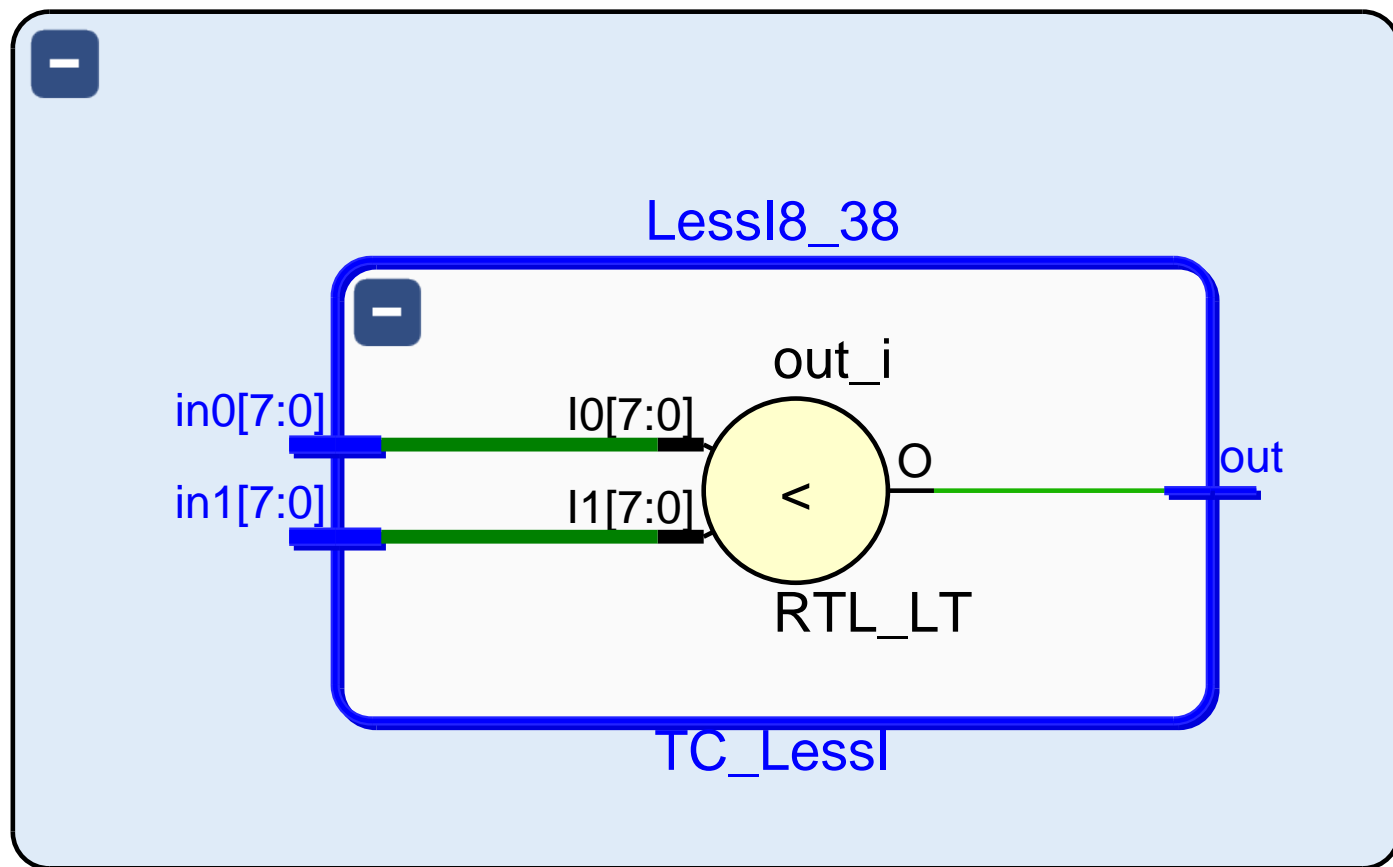 LessI8_38
out_i
in0[7:0]
I0[7:0]
O
out
in1[7:0]
I1[7:0]
<
RTL_LT
TC_LessI